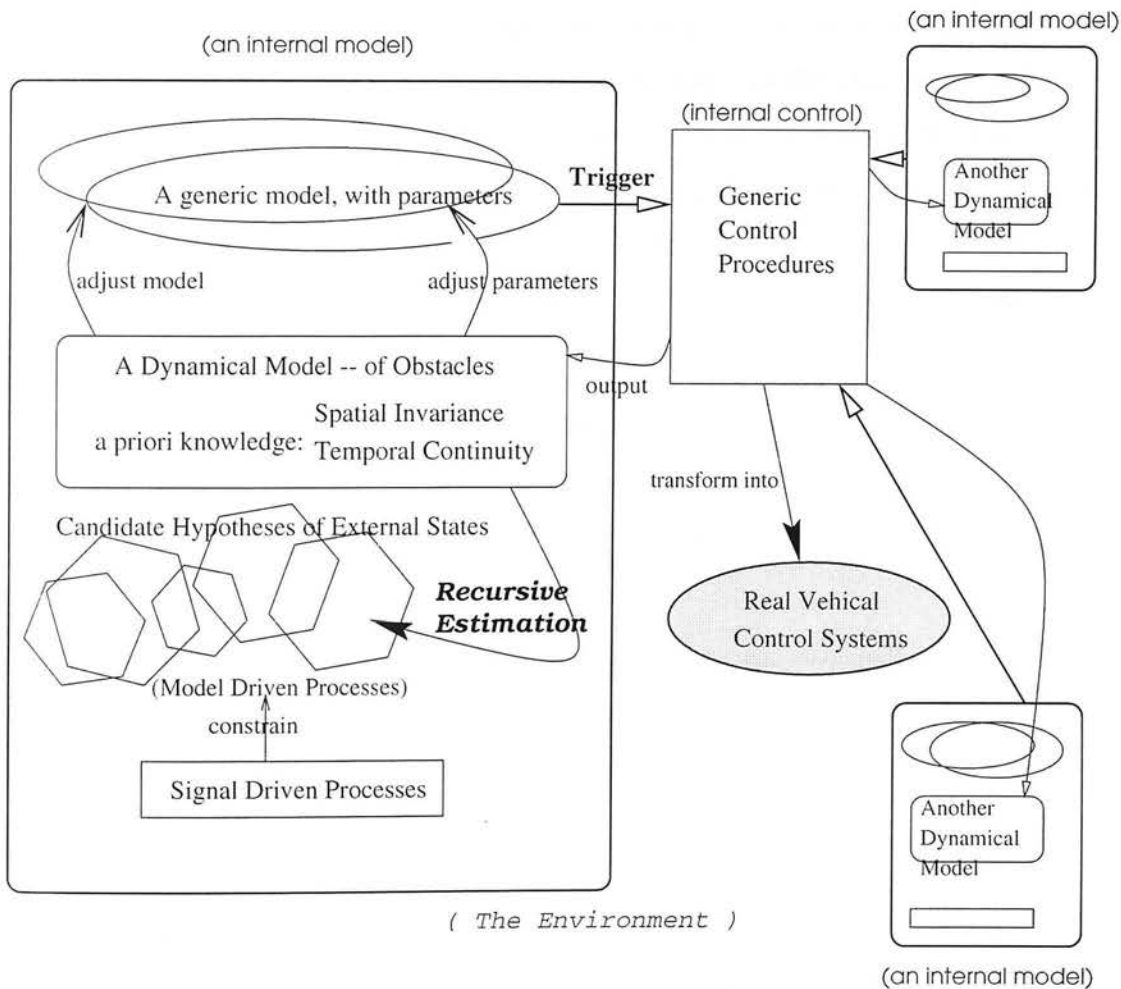 (an internal model)
A generic model, with parameters
adjust model
adjust parameters
A Dynamical Model -- of Obstacles
a priori knowledge:
Spatial Invariance
Temporal Continuity
Candidate Hypotheses of External States
Recursive
Estimation
(Model Driven Processes)
constrain
Signal Driven Processes
Trigger
(internal control)
Generic
Control
Procedures
output
transform into
Real Vehical
Control Systems
(an internal model)
Another
Dynamical
Model
Another
Dynamical
Model
(an internal model)
( The Environment )